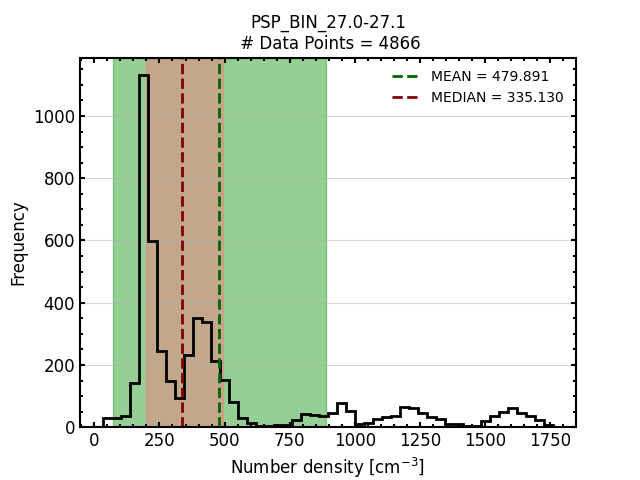 PSP_BIN_27.0-27.1
# Data Points = 4866
MEAN = 479.891
MEDIAN = 335.130
Frequency
1000
800
600
400
200
0
0 250 500 750 1000 1250 1500 1750
Number density [cm⁻³]